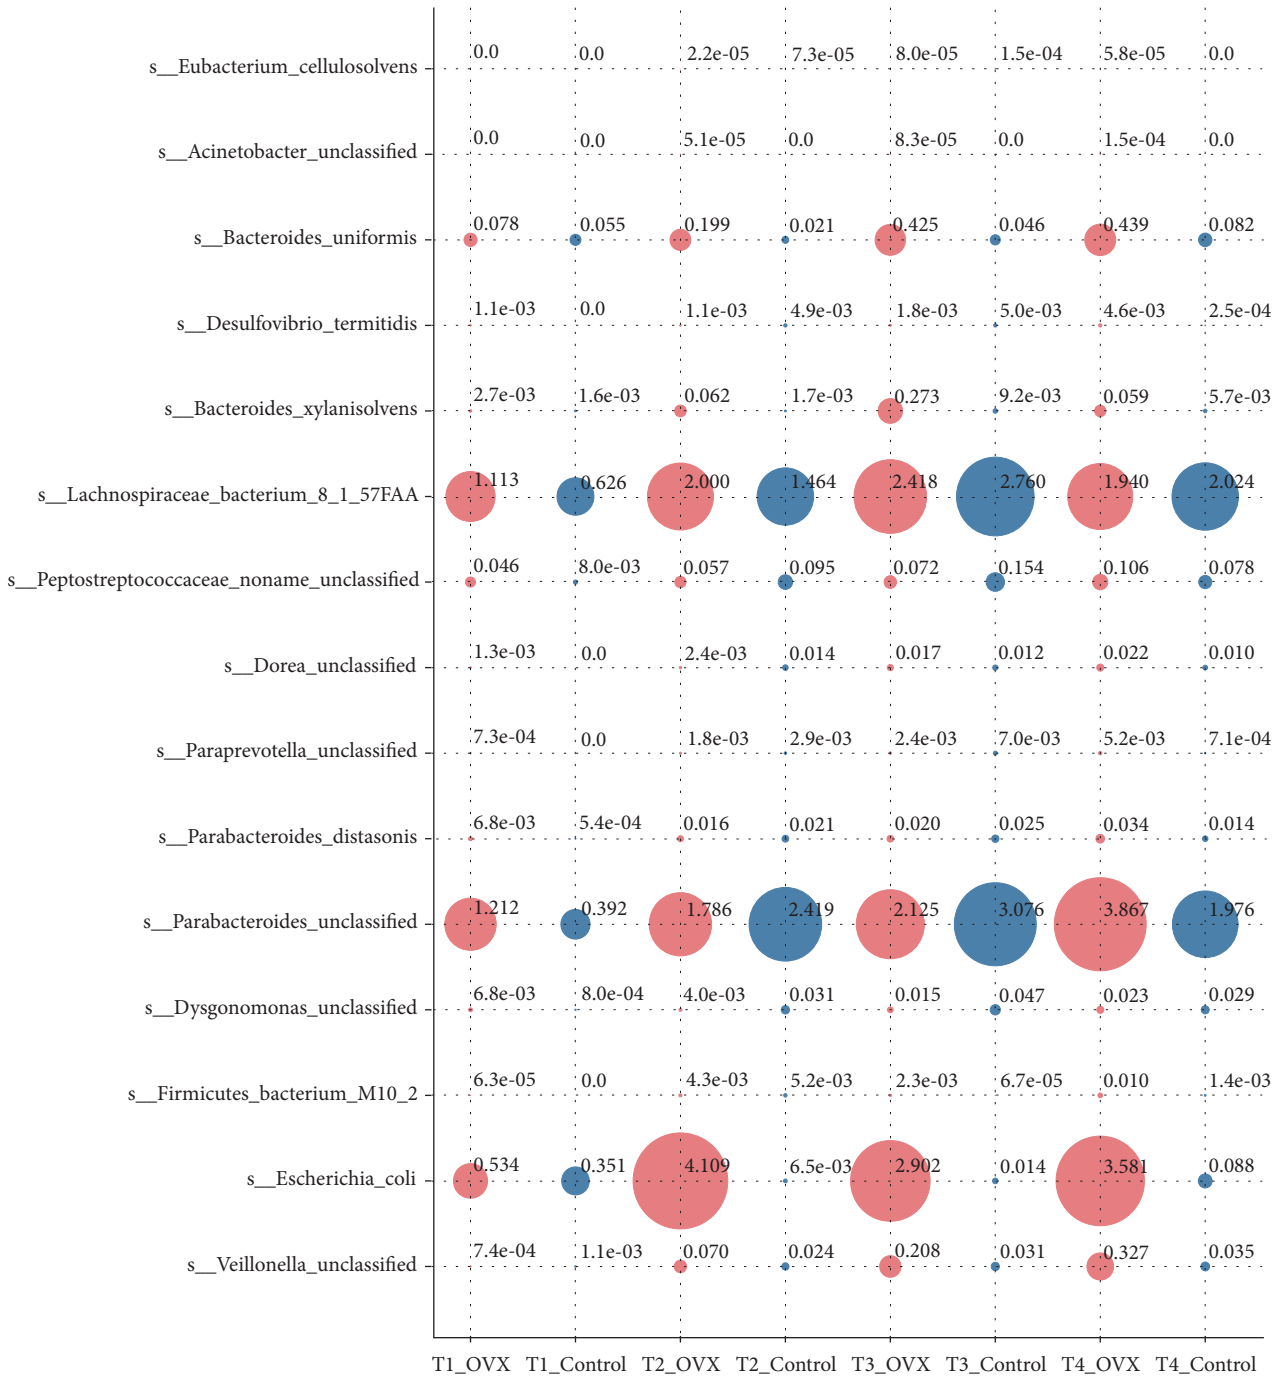 s__Eubacterium_cellulosolvens 0.0 0.0 2.2e-05 7.3e-05 8.0e-05 1.5e-04 5.8e-05 0.0
s__Acinetobacter_unclassified 0.0 0.0 5.1e-05 0.0 8.3e-05 0.0 1.5e-04 0.0
s__Bacteroides_uniformis 0.078 0.055 0.199 0.021 0.425 0.046 0.439 0.082
s__Desulfovibrio_termitidis 1.1e-03 0.0 1.1e-03 4.9e-03 1.8e-03 5.0e-03 4.6e-03 2.5e-04
s__Bacteroides_xylanisolvens 2.7e-03 1.6e-03 0.062 1.7e-03 0.273 9.2e-03 0.059 5.7e-03
s__Lachnospiraceae_bacterium_8_1_57FAA 1.113 0.626 2.000 1.464 2.418 2.760 1.940 2.024
s__Peptostreptococcaceae_noname_unclassified 0.046 8.0e-03 0.057 0.095 0.072 0.154 0.106 0.078
s__Dorea_unclassified 1.3e-03 0.0 2.4e-03 0.014 0.017 0.012 0.022 0.010
s__Paraprevotella_unclassified 7.3e-04 0.0 1.8e-03 2.9e-03 2.4e-03 7.0e-03 5.2e-03 7.1e-04
s__Parabacteroides_distasonis 6.8e-03 5.4e-04 0.016 0.021 0.020 0.025 0.034 0.014
s__Parabacteroides_unclassified 1.212 0.392 1.786 2.419 2.125 3.076 3.867 1.976
s__Dysgonomonas_unclassified 6.8e-03 8.0e-04 4.0e-03 0.031 0.015 0.047 0.023 0.029
s__Firmicutes_bacterium_M10_2 6.3e-05 0.0 4.3e-03 5.2e-03 2.3e-03 6.7e-05 0.010 1.4e-03
s__Escherichia_coli 0.534 0.351 4.109 6.5e-03 2.902 0.014 3.581 0.088
s__Veillonella_unclassified 7.4e-04 1.1e-03 0.070 0.024 0.208 0.031 0.327 0.035
T1_OVX T1_Control T2_OVX T2_Control T3_OVX T3_Control T4_OVX T4_Control